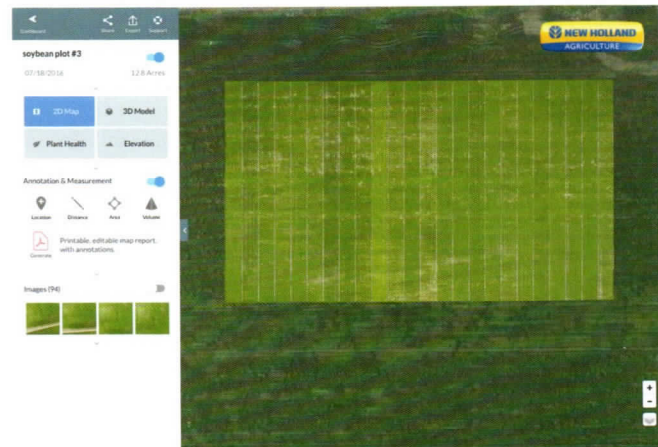 Dashboard
Share Export Support
soybean plot #3
07/18/2016 12.8 Acres
2D Map 3D Model
Plant Health Elevation
Annotation & Measurement
Location Distance Area Volume
Generate
Printable, editable map report,
with annotations.
Images (94)
NEW HOLLAND
AGRICULTURE
+
-